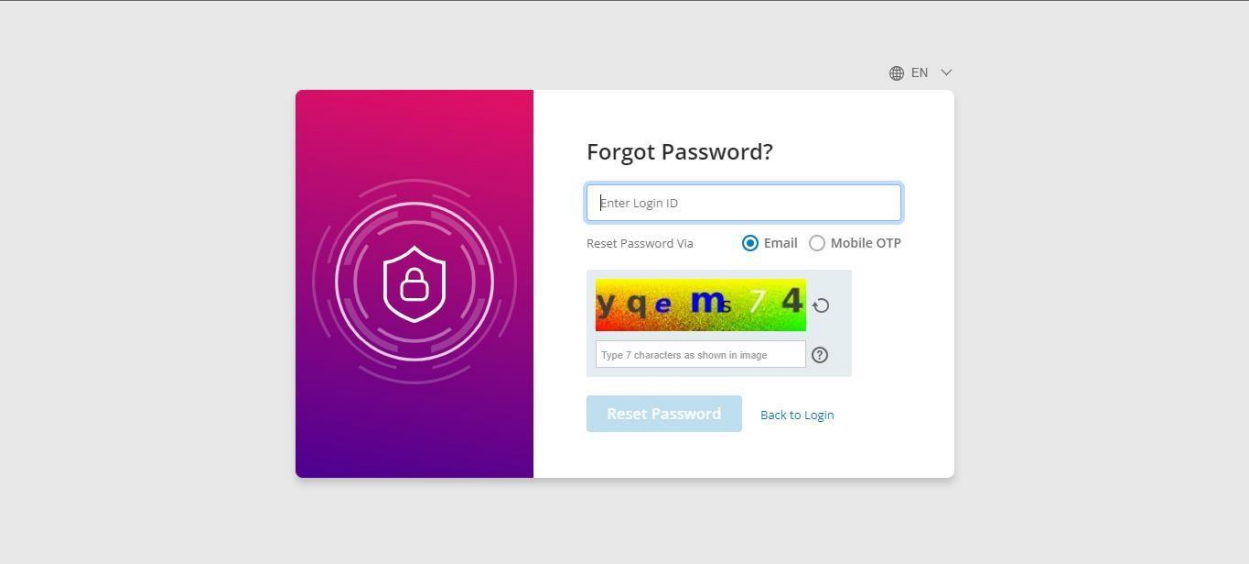 EN
Forgot Password?
Enter Login ID
Reset Password Via Email Mobile OTP
yqems74
Type 7 characters as shown in image
Reset Password Back to Login